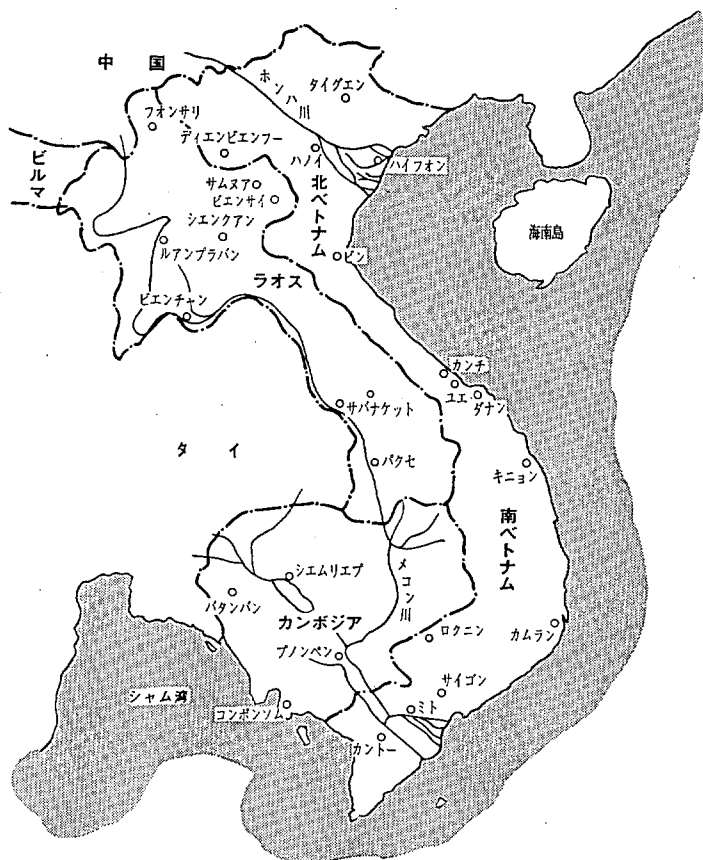 中国
ホンハ川
タイグエン
フォンサリ
ディエンビエンフー
ハノイ
ハイフォン
ビルマ
サムヌア
ビエンサイ
北ベトナム
シエンクアン
海南島
ルアンプラバン
ビン
ラオス
ビエンチャン
カンチ
ユエ
ダナン
サバナケット
タイ
パクセ
キニョン
南ベトナム
シエムリエプ
メコン川
バタンバン
カンボジア
ロクニン
カムラン
プノンペン
サイゴン
シャム湾
コンポンソム
ミト
カントー